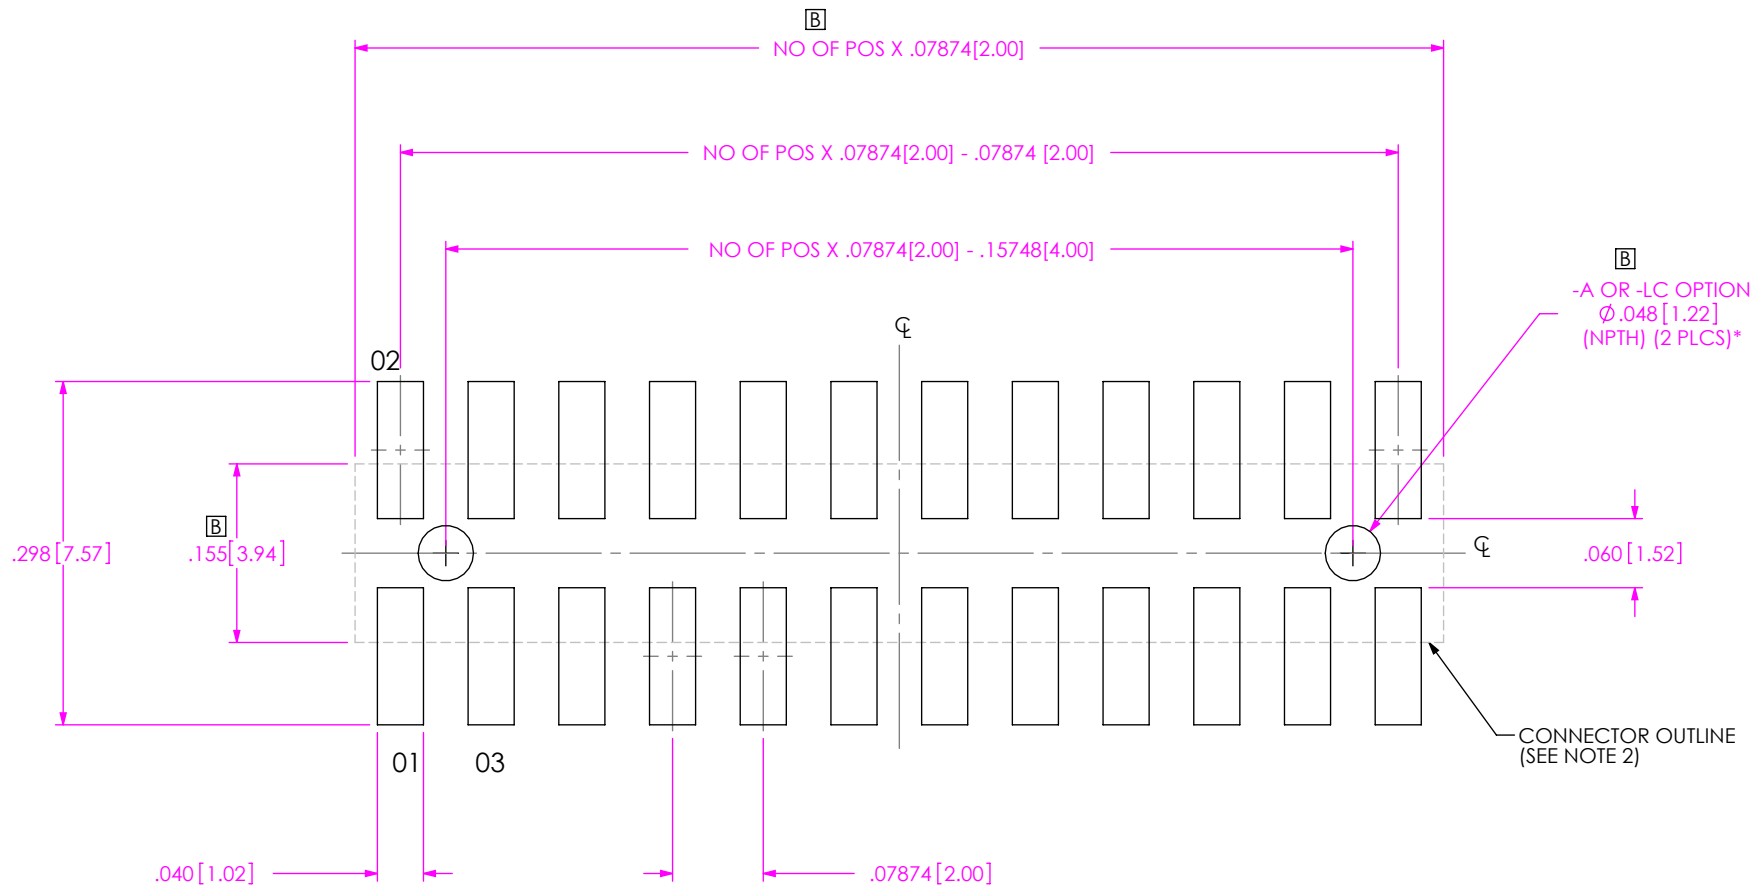 B
NO OF POS X .07874[2.00]
NO OF POS X .07874[2.00] - .07874 [2.00]
NO OF POS X .07874[2.00] - .15748[4.00]
B
-A OR -LC OPTION
Ø.048[1.22]
(NPTH) (2 PLCS)*
℄
02
B
.298[7.57]
.155[3.94]
℄
.060[1.52]
01
03
CONNECTOR OUTLINE
(SEE NOTE 2)
.040[1.02]
.07874[2.00]